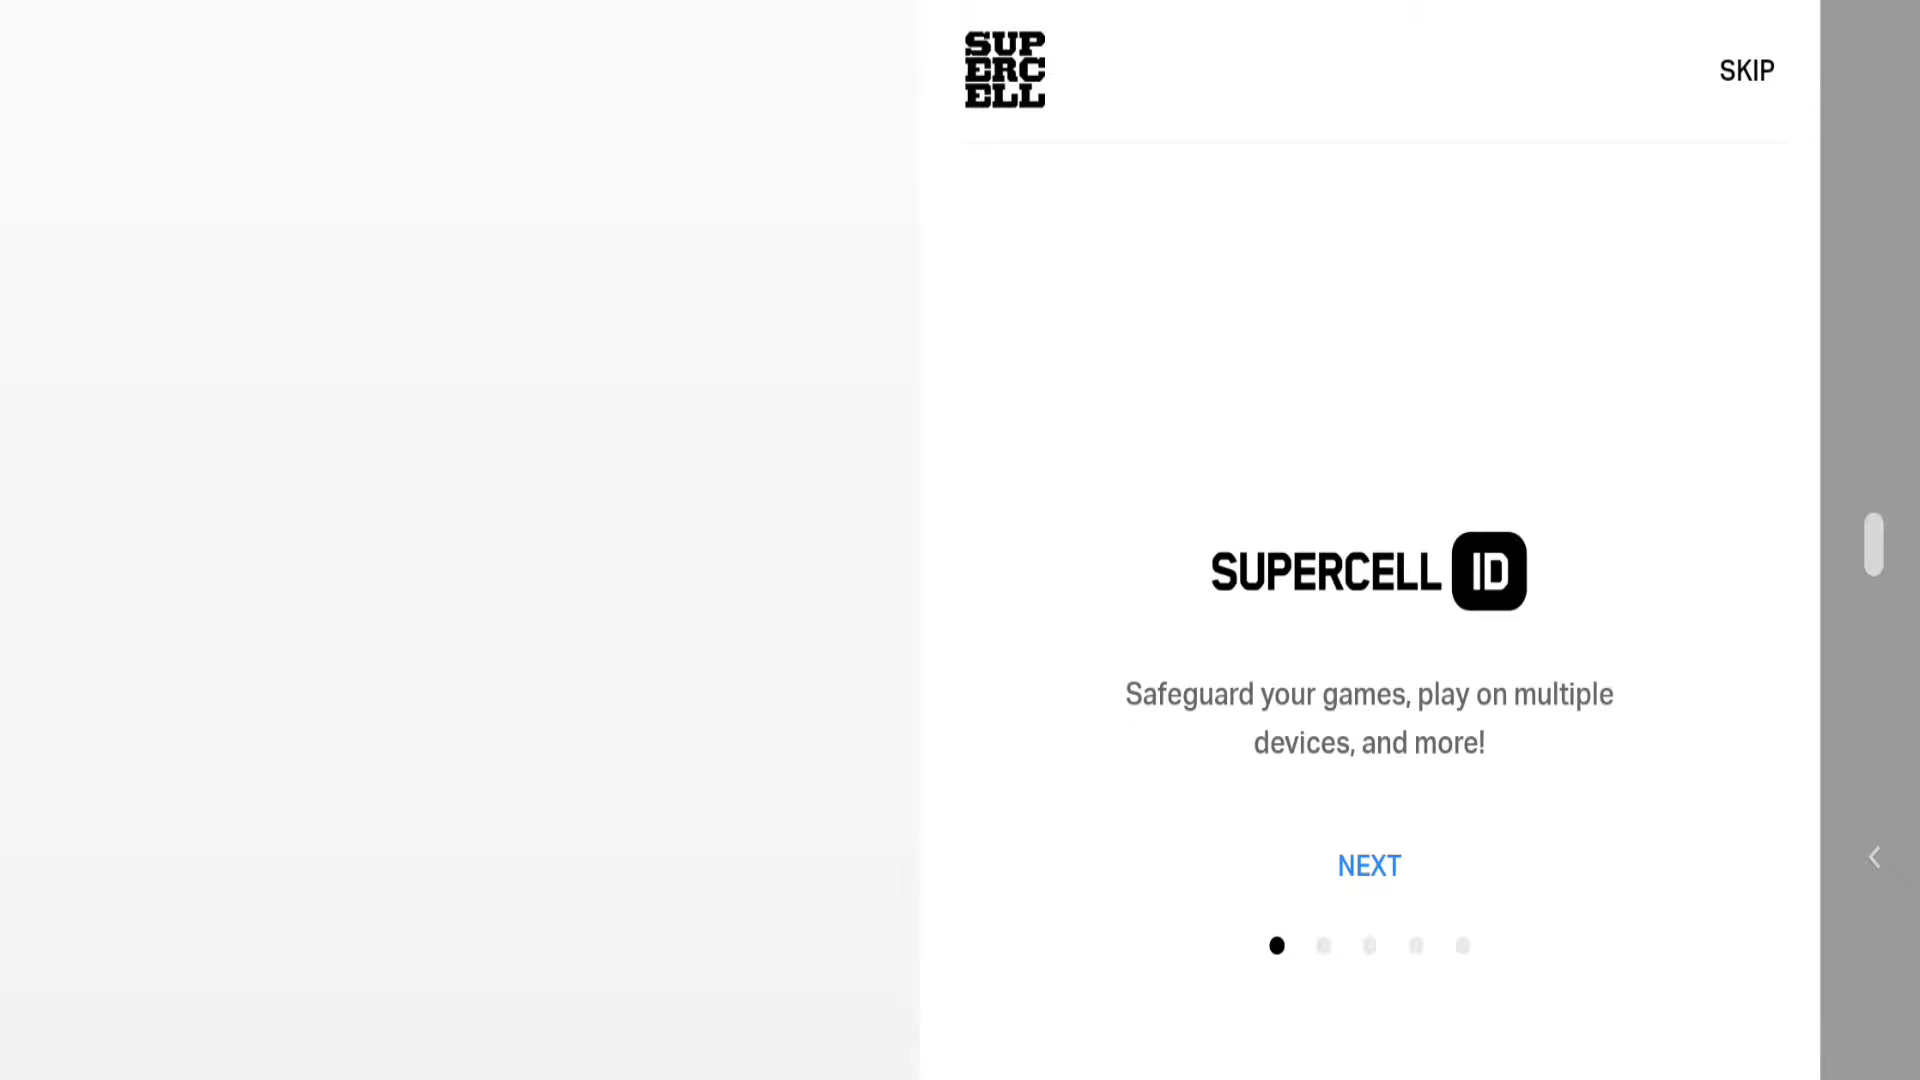 SUP
ERC
ELL
SKIP
SUPERCELL ID
Safeguard your games, play on multiple
devices, and more!
NEXT